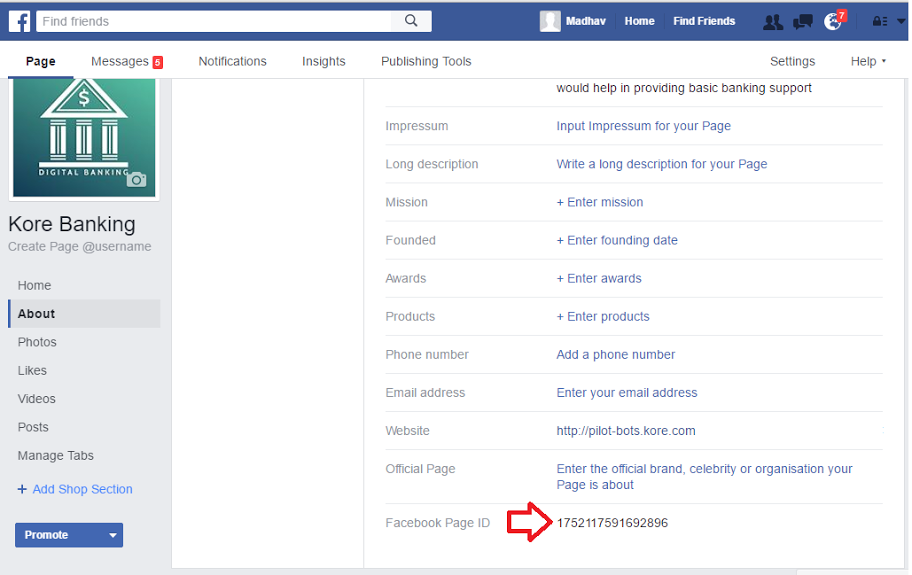 Find friends
Madhav Home Find Friends 7
Page Messages 5 Notifications Insights Publishing Tools Settings Help
$
DIGITAL BANKING
Kore Banking
Create Page @username
Home
About
Photos
Likes
Videos
Posts
Manage Tabs
+ Add Shop Section
Promote
would help in providing basic banking support
Impressum Input Impressum for your Page
Long description Write a long description for your Page
Mission + Enter mission
Founded + Enter founding date
Awards + Enter awards
Products + Enter products
Phone number Add a phone number
Email address Enter your email address
Website http://pilot-bots.kore.com
Official Page Enter the official brand, celebrity or organisation your
Page is about
Facebook Page ID 1752117591692896